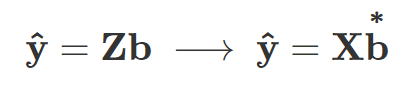 ŷ = Zb ⟶ ŷ = Xb*